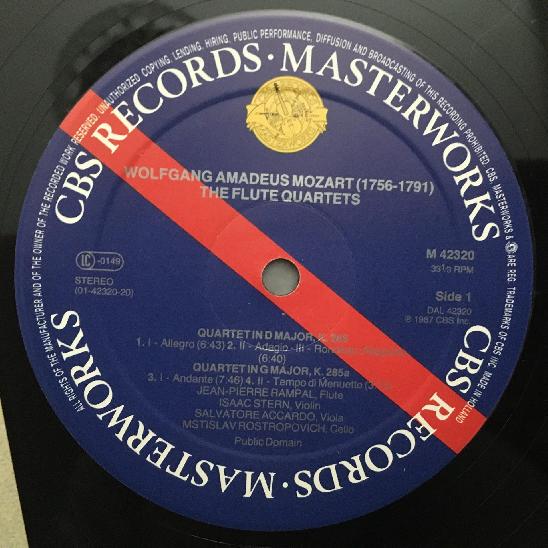 ALL RIGHTS OF THE MANUFACTURER AND OF THE OWNER OF THE RECORDED WORK RESERVED. UNAUTHORIZED COPYING, LENDING, HIRING, PUBLIC PERFORMANCE, DIFFUSION AND BROADCASTING OF THIS RECORDING PROHIBITED. CBS, MASTERWORKS & ARE REG. TRADEMARKS OF CBS INC. MADE IN HOLLAND
CBS RECORDS · MASTERWORKS
WOLFGANG AMADEUS MOZART (1756-1791)
THE FLUTE QUARTETS
LC -0149
M 42320
33⅓ RPM
STEREO
(01-42320-20)
Side 1
DAL 42320
℗ 1987 CBS Inc.
QUARTET IN D MAJOR, K. 285
1. I - Allegro (6:43) 2. II - Adagio - III -
(6:40)
QUARTET IN G MAJOR, K. 285a
3. I - Andante (7:46) 4. II - Tempo di Menuetto
JEAN-PIERRE RAMPAL, Flute
ISAAC STERN, Violin
SALVATORE ACCARDO, Viola
MSTISLAV ROSTROPOVICH, Cello
Public Domain
CBS RECORDS · MASTERWORKS